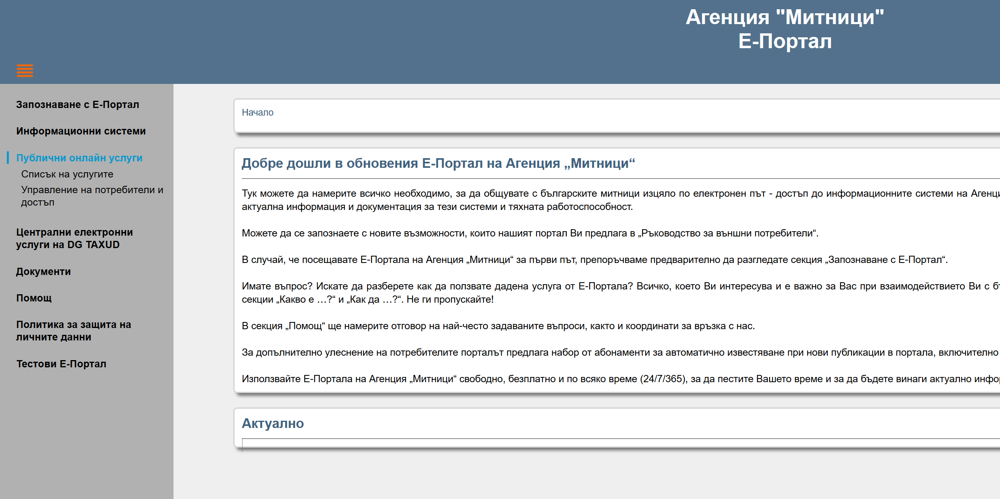 Агенция "Митници"
Е-Портал
Запознаване с Е-Портал
Информационни системи
Публични онлайн услуги
Списък на услугите
Управление на потребители и
достъп
Централни електронни
услуги на DG TAXUD
Документи
Помощ
Политика за защита на
личните данни
Тестови Е-Портал
Начало
Добре дошли в обновения Е-Портал на Агенция „Митници“
Тук можете да намерите всичко необходимо, за да общувате с българските митници изцяло по електронен път - достъп до информационните системи на
актуална информация и документация за тези системи и тяхната работоспособност.
Можете да се запознаете с новите възможности, които нашият портал Ви предлага в „Ръководство за външни потребители“.
В случай, че посещавате Е-Портала на Агенция „Митници“ за първи път, препоръчваме предварително да разгледате секция „Запознаване с Е-Портал“.
Имате въпрос? Искате да разберете как да ползвате дадена услуга от Е-Портала? Всичко, което Ви интересува и е важно за Вас при взаимодействието Ви с
секции „Какво е …?“ и „Как да …?“. Не ги пропускайте!
В секция „Помощ“ ще намерите отговор на най-често задаваните въпроси, както и координати за връзка с нас.
За допълнително улеснение на потребителите порталът предлага набор от абонаменти за автоматично известяване при нови публикации в портала, включително
Използвайте Е-Портала на Агенция „Митници“ свободно, безплатно и по всяко време (24/7/365), за да пестите Вашето време и за да бъдете винаги актуално
Актуално